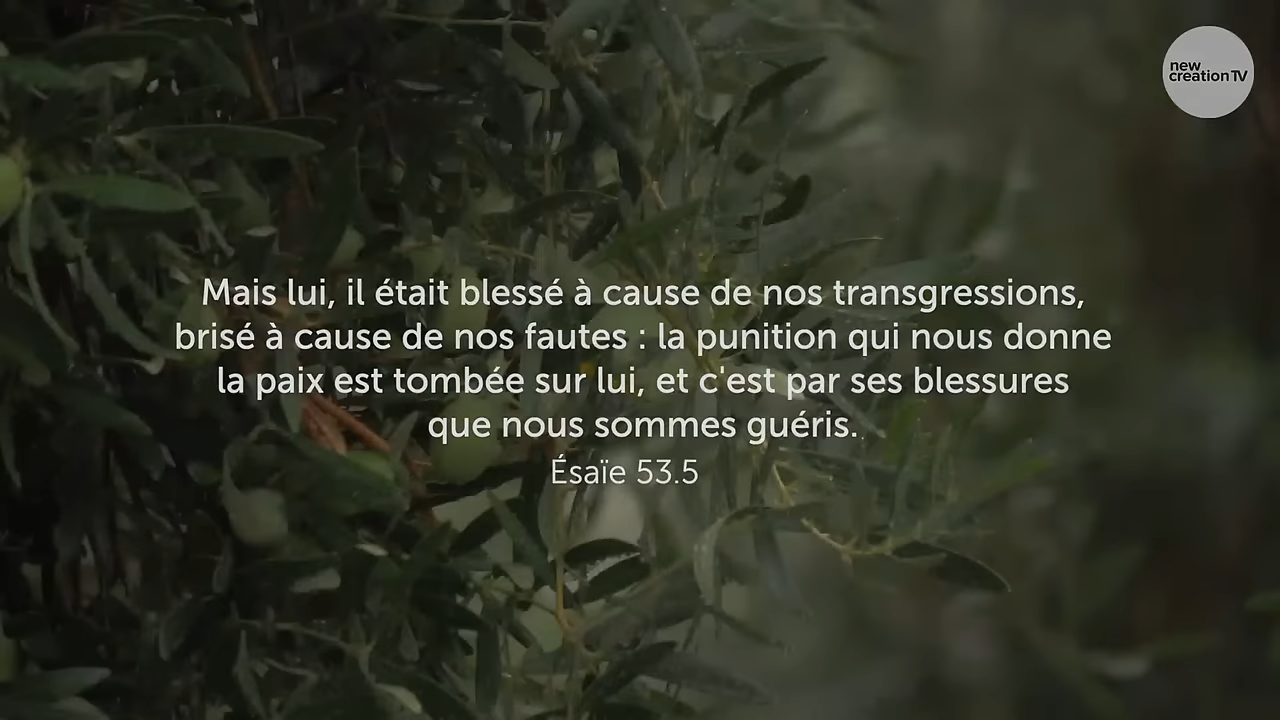 new
creation TV
Mais lui, il était blessé à cause de nos transgressions,
brisé à cause de nos fautes : la punition qui nous donne
la paix est tombée sur lui, et c'est par ses blessures
que nous sommes guéris.
Ésaïe 53.5